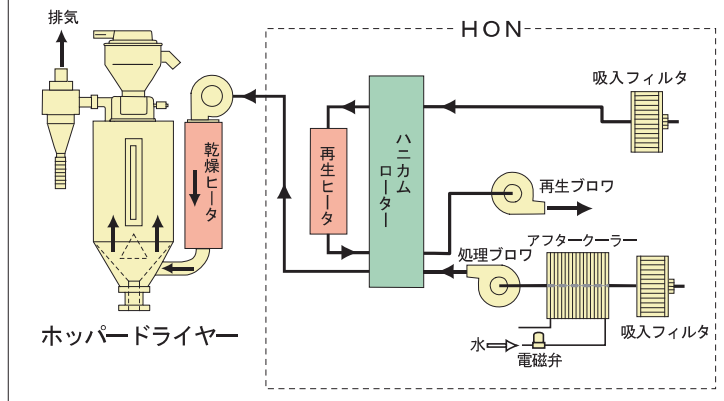 排気
HON
吸入フィルタ
乾燥ヒータ
再生ヒータ
ハニカム
ローター
再生ブロワ
アフタークーラー
処理ブロワ
吸入フィルタ
水
電磁弁
ホッパードライヤー